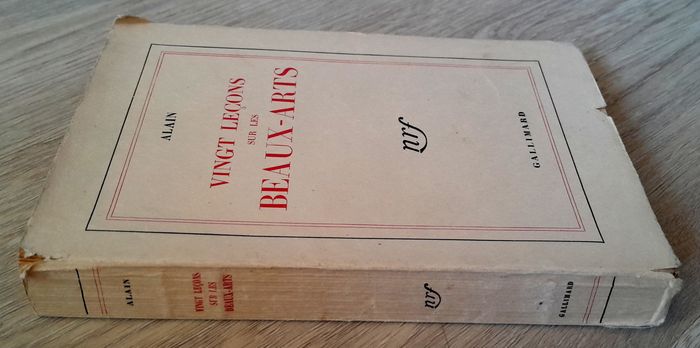 ALAIN
VINGT LEÇONS
SUR LES
BEAUX-ARTS
nrf
GALLIMARD
ALAIN
VINGT LEÇONS
SUR LES
BEAUX-ARTS
nrf
GALLIMARD